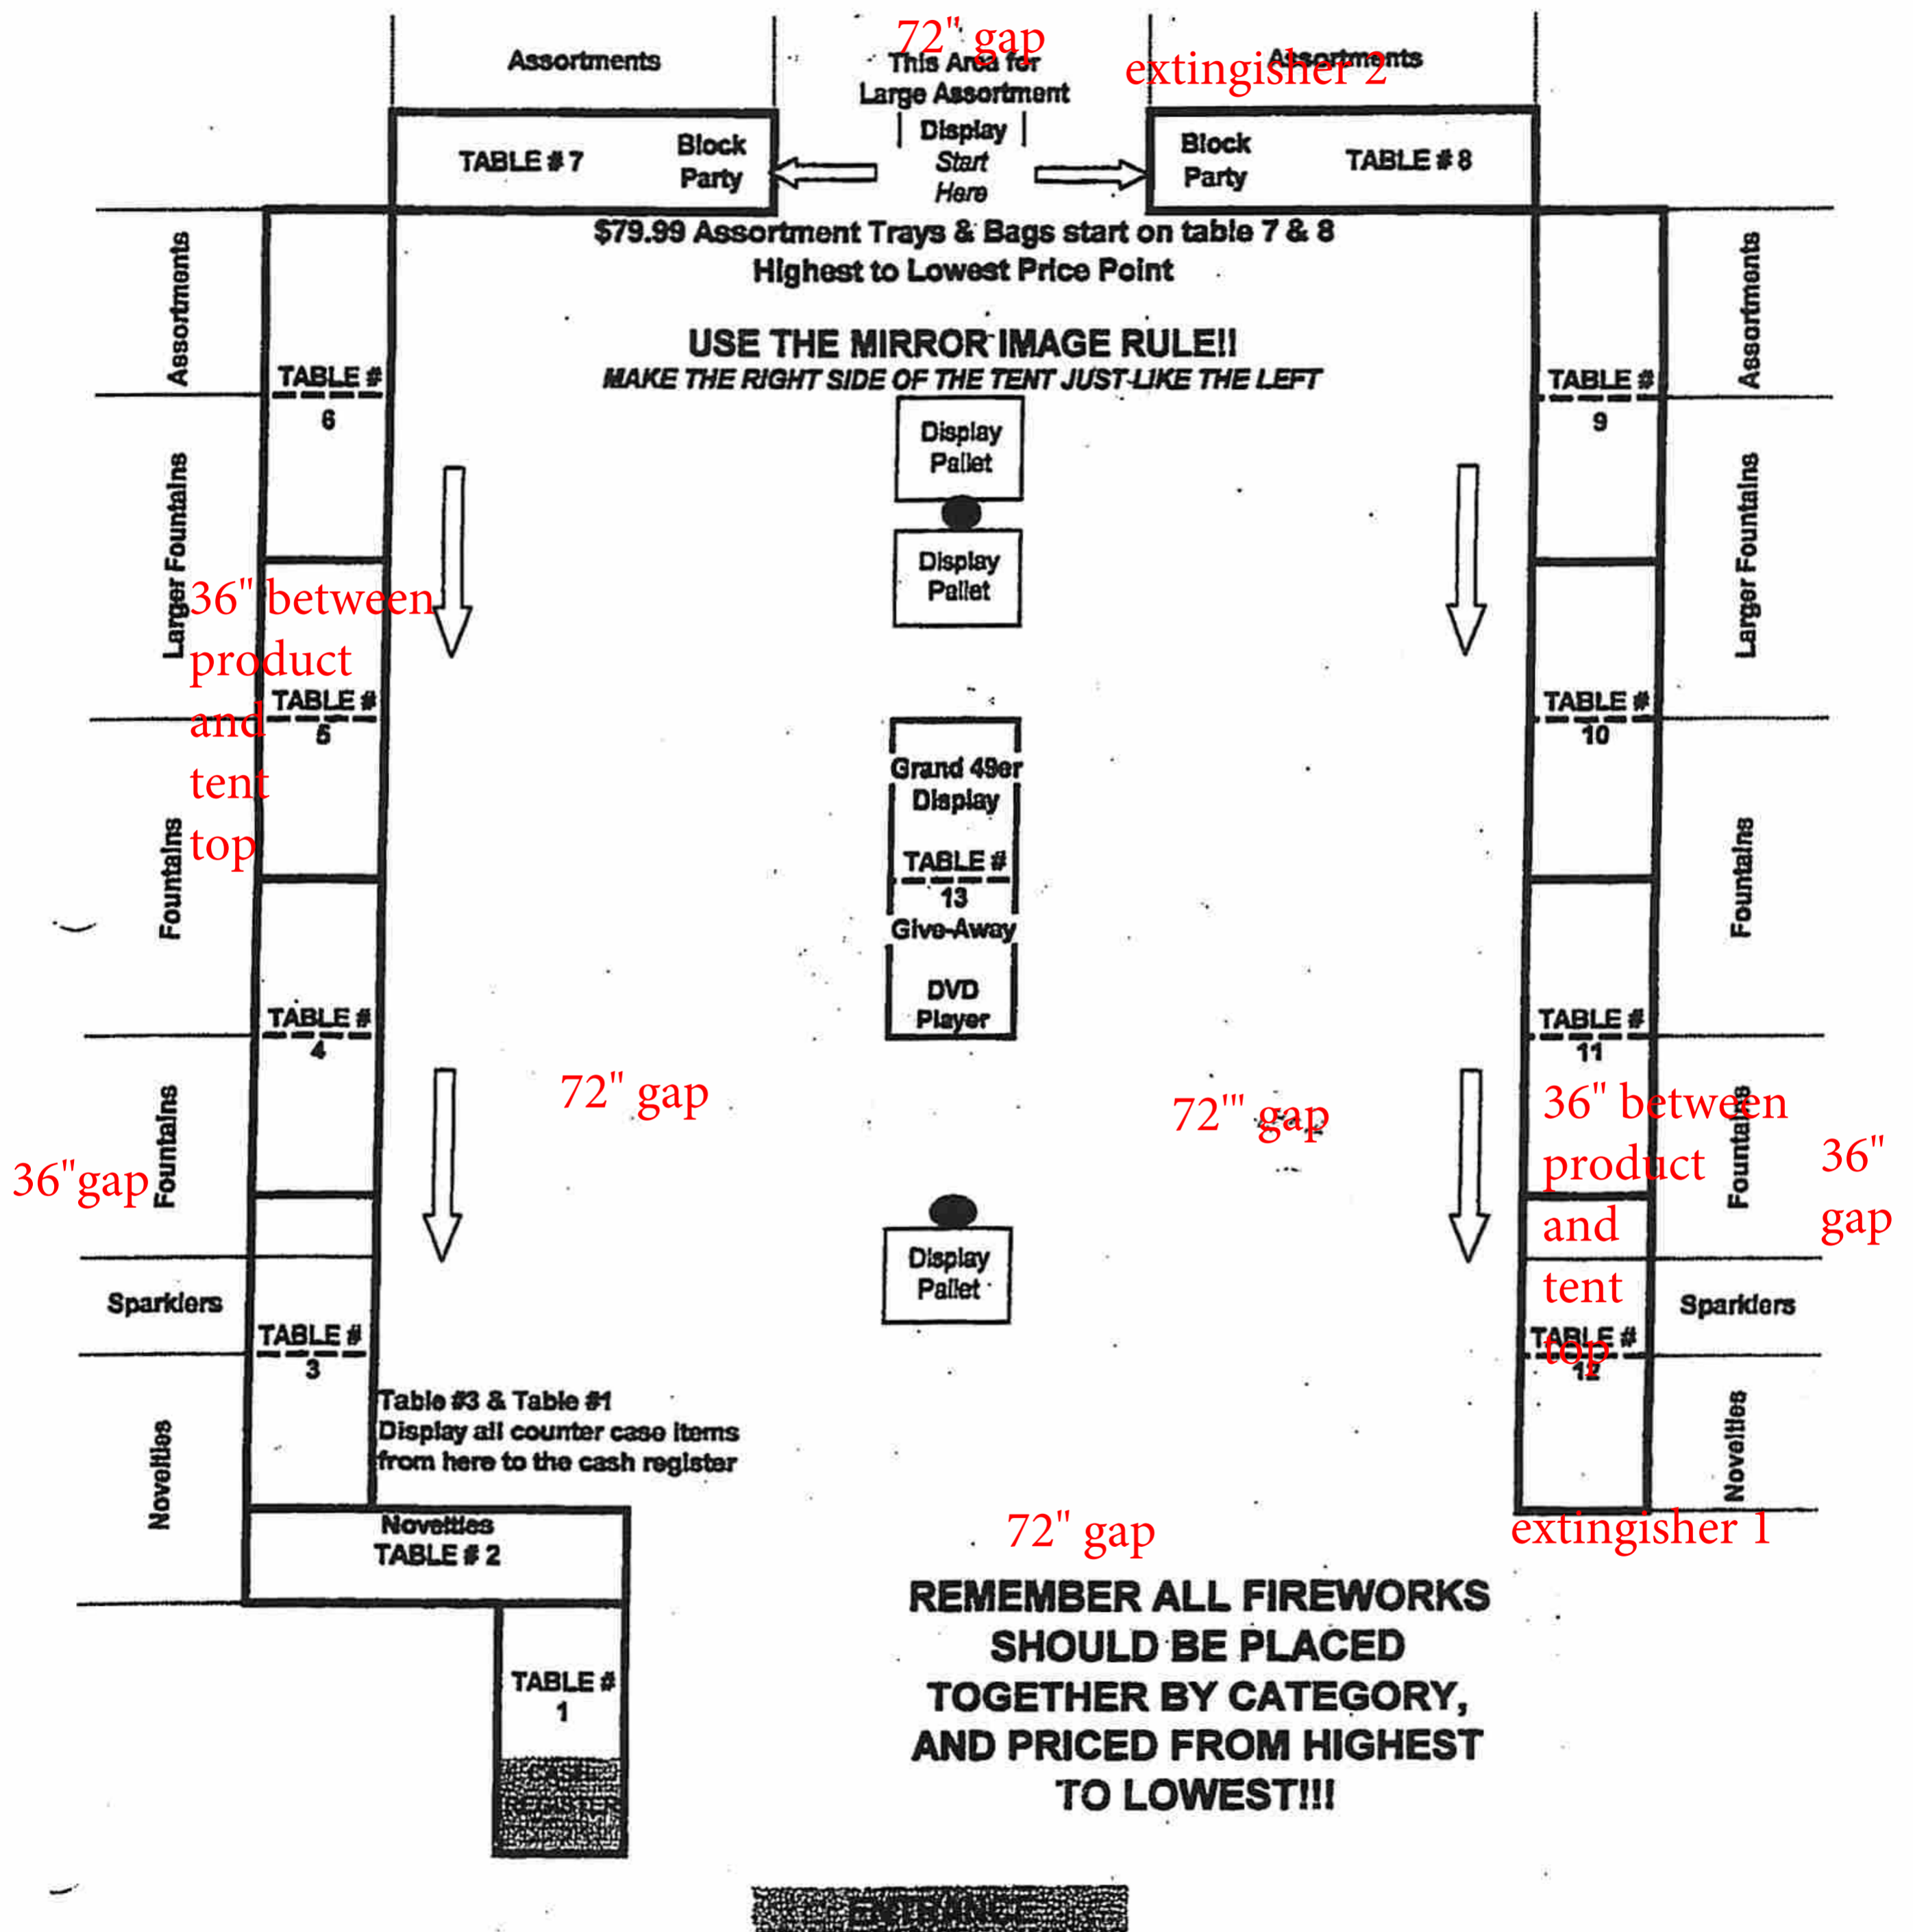 72" gap
Assortments
This Area for
Large Assortment
Display
Start
Here
extingisher 2
Assortments
TABLE # 7
Block
Party
Block
Party
TABLE # 8
$79.99 Assortment Trays & Bags start on table 7 & 8
Highest to Lowest Price Point
USE THE MIRROR IMAGE RULE!!
MAKE THE RIGHT SIDE OF THE TENT JUST LIKE THE LEFT
Assortments
TABLE #
6
Display
Pallet
Display
Pallet
TABLE #
9
Assortments
Larger Fountains
36" between
product
and
tent
top
TABLE #
5
TABLE #
10
Larger Fountains
Grand 49er
Display
TABLE #
13
Give-Away
DVD
Player
Fountains
TABLE #
4
Fountains
TABLE #
11
Fountains
36"gap
72" gap
72"' gap
36" between
product
and
tent
top
Fountains
36"
gap
Display
Pallet
Sparklers
TABLE #
3
TABLE #
12
Sparklers
Table #3 & Table #1
Display all counter case items
from here to the cash register
Novelties
Novelties
Novelties
TABLE # 2
72" gap
extingisher 1
REMEMBER ALL FIREWORKS
SHOULD BE PLACED
TOGETHER BY CATEGORY,
AND PRICED FROM HIGHEST
TO LOWEST!!!
TABLE #
1
CASH
REGISTER
ENTRANCE